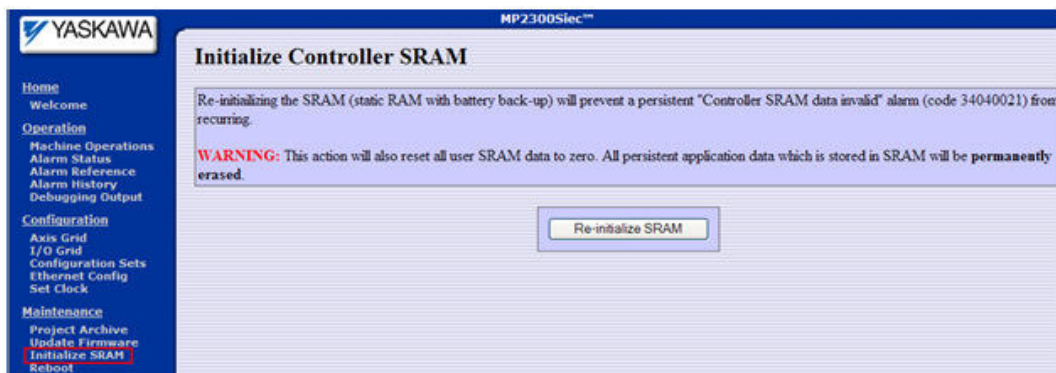 MP2300Siec™
YASKAWA
Home
Welcome
Operation
Machine Operations
Alarm Status
Alarm Reference
Alarm History
Debugging Output
Configuration
Axis Grid
I/O Grid
Configuration Sets
Ethernet Config
Set Clock
Maintenance
Project Archive
Update Firmware
Initialize SRAM
Reboot
Initialize Controller SRAM
Re-initializing the SRAM (static RAM with battery back-up) will prevent a persistent "Controller SRAM data invalid" alarm (code 34040021) from
recurring.
WARNING: This action will also reset all user SRAM data to zero. All persistent application data which is stored in SRAM will be permanently
erased.
Re-initialize SRAM